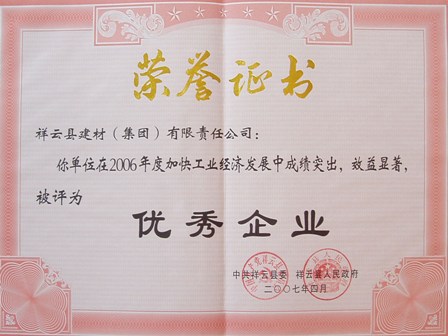 荣誉证书
祥云县建材（集团）有限责任公司：
你单位在2006年度加快工业经济发展中成绩突出，效益显著，
被评为
优秀企业
中共祥云县委 祥云县人民政府
二〇〇七年四月